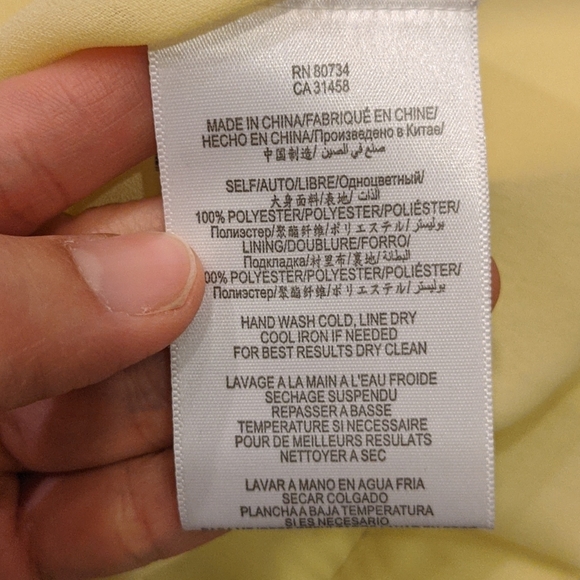 RN 80734
CA 31458
MADE IN CHINA/FABRIQUÉ EN CHINE/
HECHO EN CHINA/Произведено в Китае/
中国制造/ صنع في الصين/
SELF/AUTO/LIBRE/Одноцветный/
大身面料/表地/ الذات/
100% POLYESTER/POLYESTER/POLIÉSTER/
Полиэстер/聚酯纤维/ポリエステル/بوليستر/
LINING/DOUBLURE/FORRO/
Подкладка/衬里布/裏地/ البطانة/
00% POLYESTER/POLYESTER/POLIÉSTER/
Полиэстер/聚酯纤维/ポリエステル/بوليستر/
HAND WASH COLD, LINE DRY
COOL IRON IF NEEDED
FOR BEST RESULTS DRY CLEAN
LAVAGE A LA MAIN A L'EAU FROIDE
SECHAGE SUSPENDU
REPASSER A BASSE
TEMPERATURE SI NECESSAIRE
POUR DE MEILLEURS RESULATS
NETTOYER A SEC
LAVAR A MANO EN AGUA FRIA
SECAR COLGADO
PLANCHA A BAJA TEMPERATURA
SI ES NECESARIO